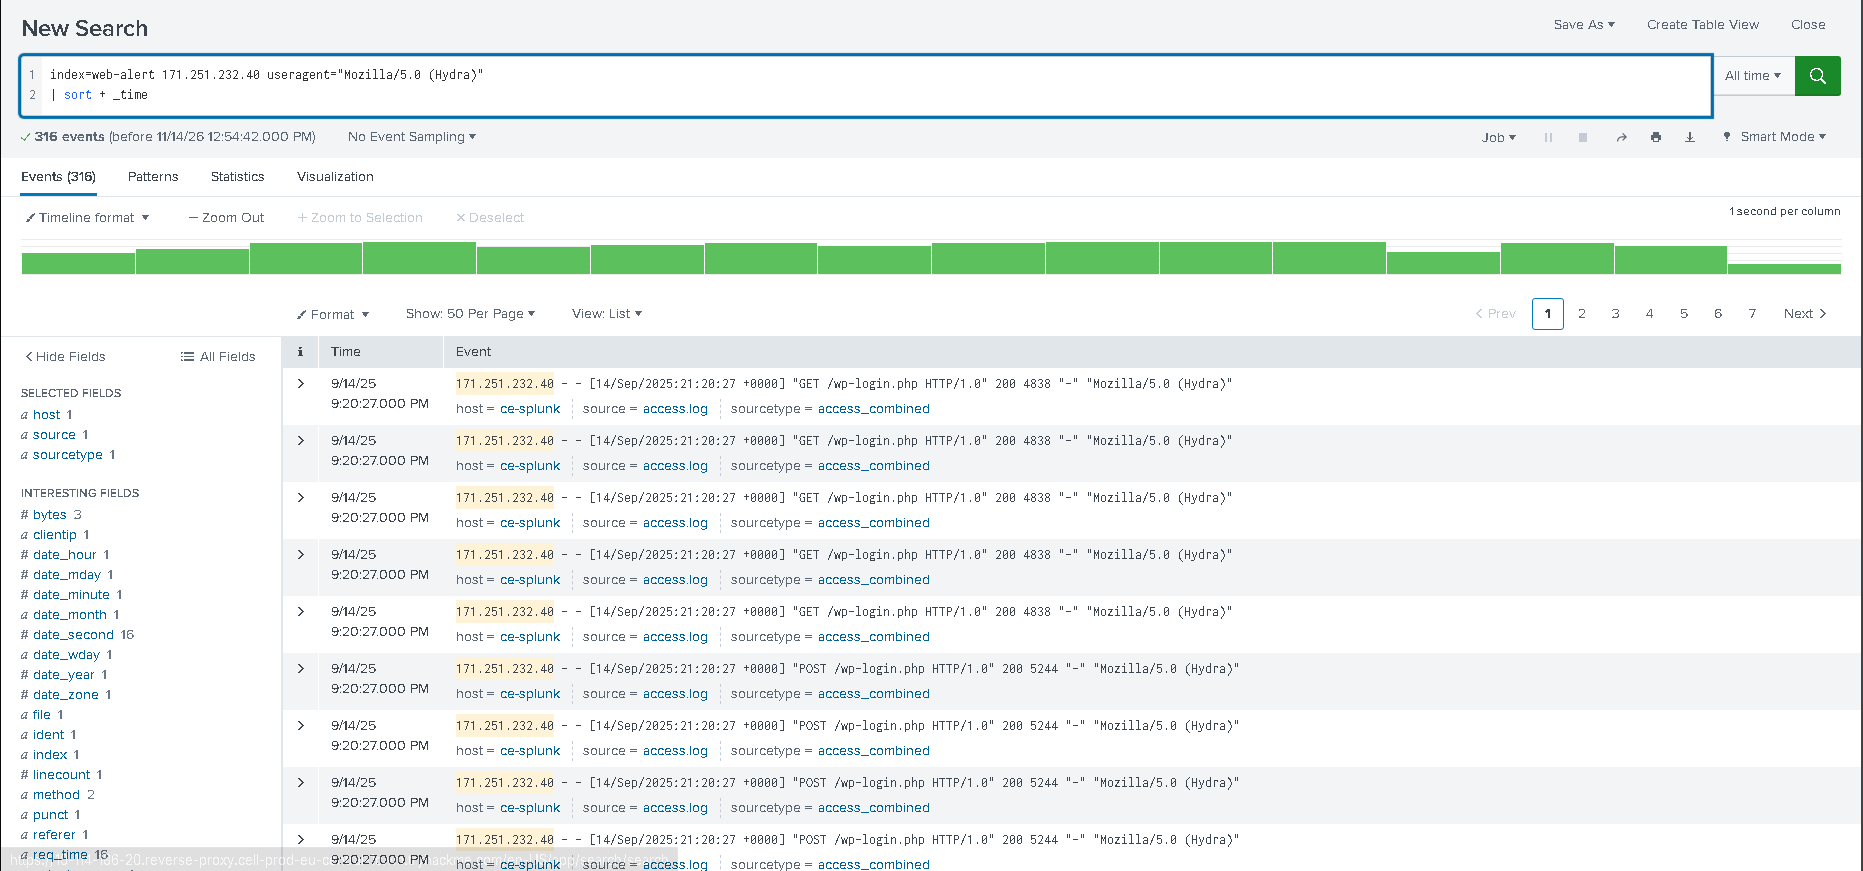 New Search
Save As
Create Table View
Close
1 index=web-alert 171.251.232.40 useragent="Mozilla/5.0 (Hydra)"
2 | sort + _time
All time
316 events (before 11/14/26 12:54:42.000 PM)
No Event Sampling
Job
Smart Mode
Events (316)
Patterns
Statistics
Visualization
Timeline format
— Zoom Out
+ Zoom to Selection
× Deselect
1 second per column
Format
Show: 50 Per Page
View: List
< Prev 1 2 3 4 5 6 7 Next >
< Hide Fields
All Fields
SELECTED FIELDS
a host 1
a source 1
a sourcetype 1
INTERESTING FIELDS
# bytes 3
a clientip 1
# date_hour 1
# date_mday 1
# date_minute 1
a date_month 1
# date_second 16
a date_wday 1
# date_year 1
# date_zone 1
a file 1
a ident 1
a index 1
# linecount 1
a method 2
a punct 1
a referer 1
a req_time 16
i Time Event
9/14/25
9:20:27.000 PM
171.251.232.40 - - [14/Sep/2025:21:20:27 +0000] "GET /wp-login.php HTTP/1.0" 200 4838 "-" "Mozilla/5.0 (Hydra)"
host = ce-splunk source = access.log sourcetype = access_combined
9/14/25
9:20:27.000 PM
171.251.232.40 - - [14/Sep/2025:21:20:27 +0000] "GET /wp-login.php HTTP/1.0" 200 4838 "-" "Mozilla/5.0 (Hydra)"
host = ce-splunk source = access.log sourcetype = access_combined
9/14/25
9:20:27.000 PM
171.251.232.40 - - [14/Sep/2025:21:20:27 +0000] "GET /wp-login.php HTTP/1.0" 200 4838 "-" "Mozilla/5.0 (Hydra)"
host = ce-splunk source = access.log sourcetype = access_combined
9/14/25
9:20:27.000 PM
171.251.232.40 - - [14/Sep/2025:21:20:27 +0000] "GET /wp-login.php HTTP/1.0" 200 4838 "-" "Mozilla/5.0 (Hydra)"
host = ce-splunk source = access.log sourcetype = access_combined
9/14/25
9:20:27.000 PM
171.251.232.40 - - [14/Sep/2025:21:20:27 +0000] "GET /wp-login.php HTTP/1.0" 200 4838 "-" "Mozilla/5.0 (Hydra)"
host = ce-splunk source = access.log sourcetype = access_combined
9/14/25
9:20:27.000 PM
171.251.232.40 - - [14/Sep/2025:21:20:27 +0000] "POST /wp-login.php HTTP/1.0" 200 5244 "-" "Mozilla/5.0 (Hydra)"
host = ce-splunk source = access.log sourcetype = access_combined
9/14/25
9:20:27.000 PM
171.251.232.40 - - [14/Sep/2025:21:20:27 +0000] "POST /wp-login.php HTTP/1.0" 200 5244 "-" "Mozilla/5.0 (Hydra)"
host = ce-splunk source = access.log sourcetype = access_combined
9/14/25
9:20:27.000 PM
171.251.232.40 - - [14/Sep/2025:21:20:27 +0000] "POST /wp-login.php HTTP/1.0" 200 5244 "-" "Mozilla/5.0 (Hydra)"
host = ce-splunk source = access.log sourcetype = access_combined
9/14/25
9:20:27.000 PM
171.251.232.40 - - [14/Sep/2025:21:20:27 +0000] "POST /wp-login.php HTTP/1.0" 200 5244 "-" "Mozilla/5.0 (Hydra)"
host = ce-splunk source = access.log sourcetype = access_combined